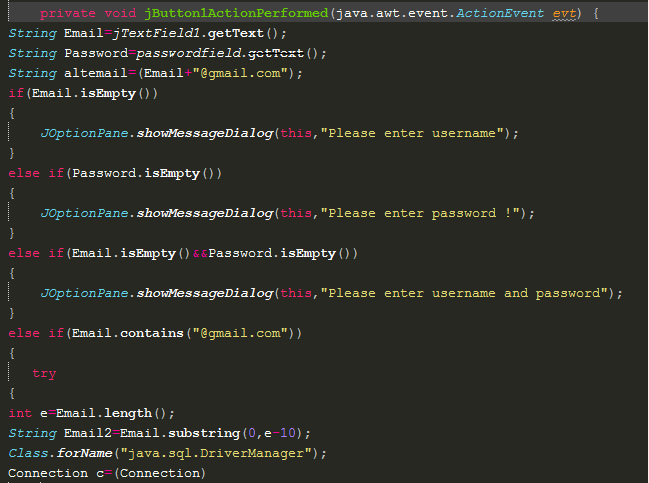 private void jButton1ActionPerformed(java.awt.event.ActionEvent evt) {
String Email=jTextField1.getText();
String Password=passwordfield.getText();
String altemail=(Email+"@gmail.com");
if(Email.isEmpty())
{
JOptionPane.showMessageDialog(this,"Please enter username");
}
else if(Password.isEmpty())
{
JOptionPane.showMessageDialog(this,"Please enter password !");
}
else if(Email.isEmpty()&&Password.isEmpty())
{
JOptionPane.showMessageDialog(this,"Please enter username and password");
}
else if(Email.contains("@gmail.com"))
{
try
{
int e=Email.length();
String Email2=Email.substring(0,e-10);
Class.forName("java.sql.DriverManager");
Connection c=(Connection)